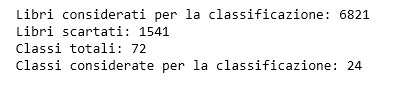 Libri considerati per la classificazione: 6821
Libri scartati: 1541
Classi totali: 72
Classi considerate per la classificazione: 24